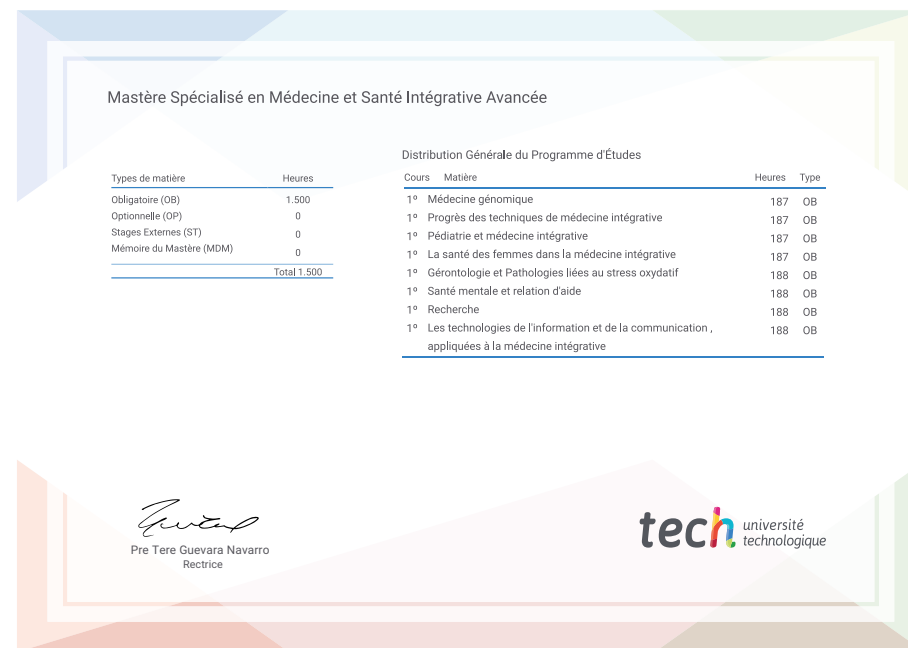 Mastère Spécialisé en Médecine et Santé Intégrative Avancée
Types de matière Heures
Obligatoire (OB) 1.500
Optionnelle (OP) 0
Stages Externes (ST) 0
Mémoire du Mastère (MDM) 0
Total 1.500
Distribution Générale du Programme d'Études
Cours Matière Heures Type
1º Médecine génomique 187 OB
1º Progrès des techniques de médecine intégrative 187 OB
1º Pédiatrie et médecine intégrative 187 OB
1º La santé des femmes dans la médecine intégrative 187 OB
1º Gérontologie et Pathologies liées au stress oxydatif 188 OB
1º Santé mentale et relation d'aide 188 OB
1º Recherche 188 OB
1º Les technologies de l'information et de la communication , 188 OB
appliquées à la médecine intégrative
Pre Tere Guevara Navarro
Rectrice
tech université
technologique